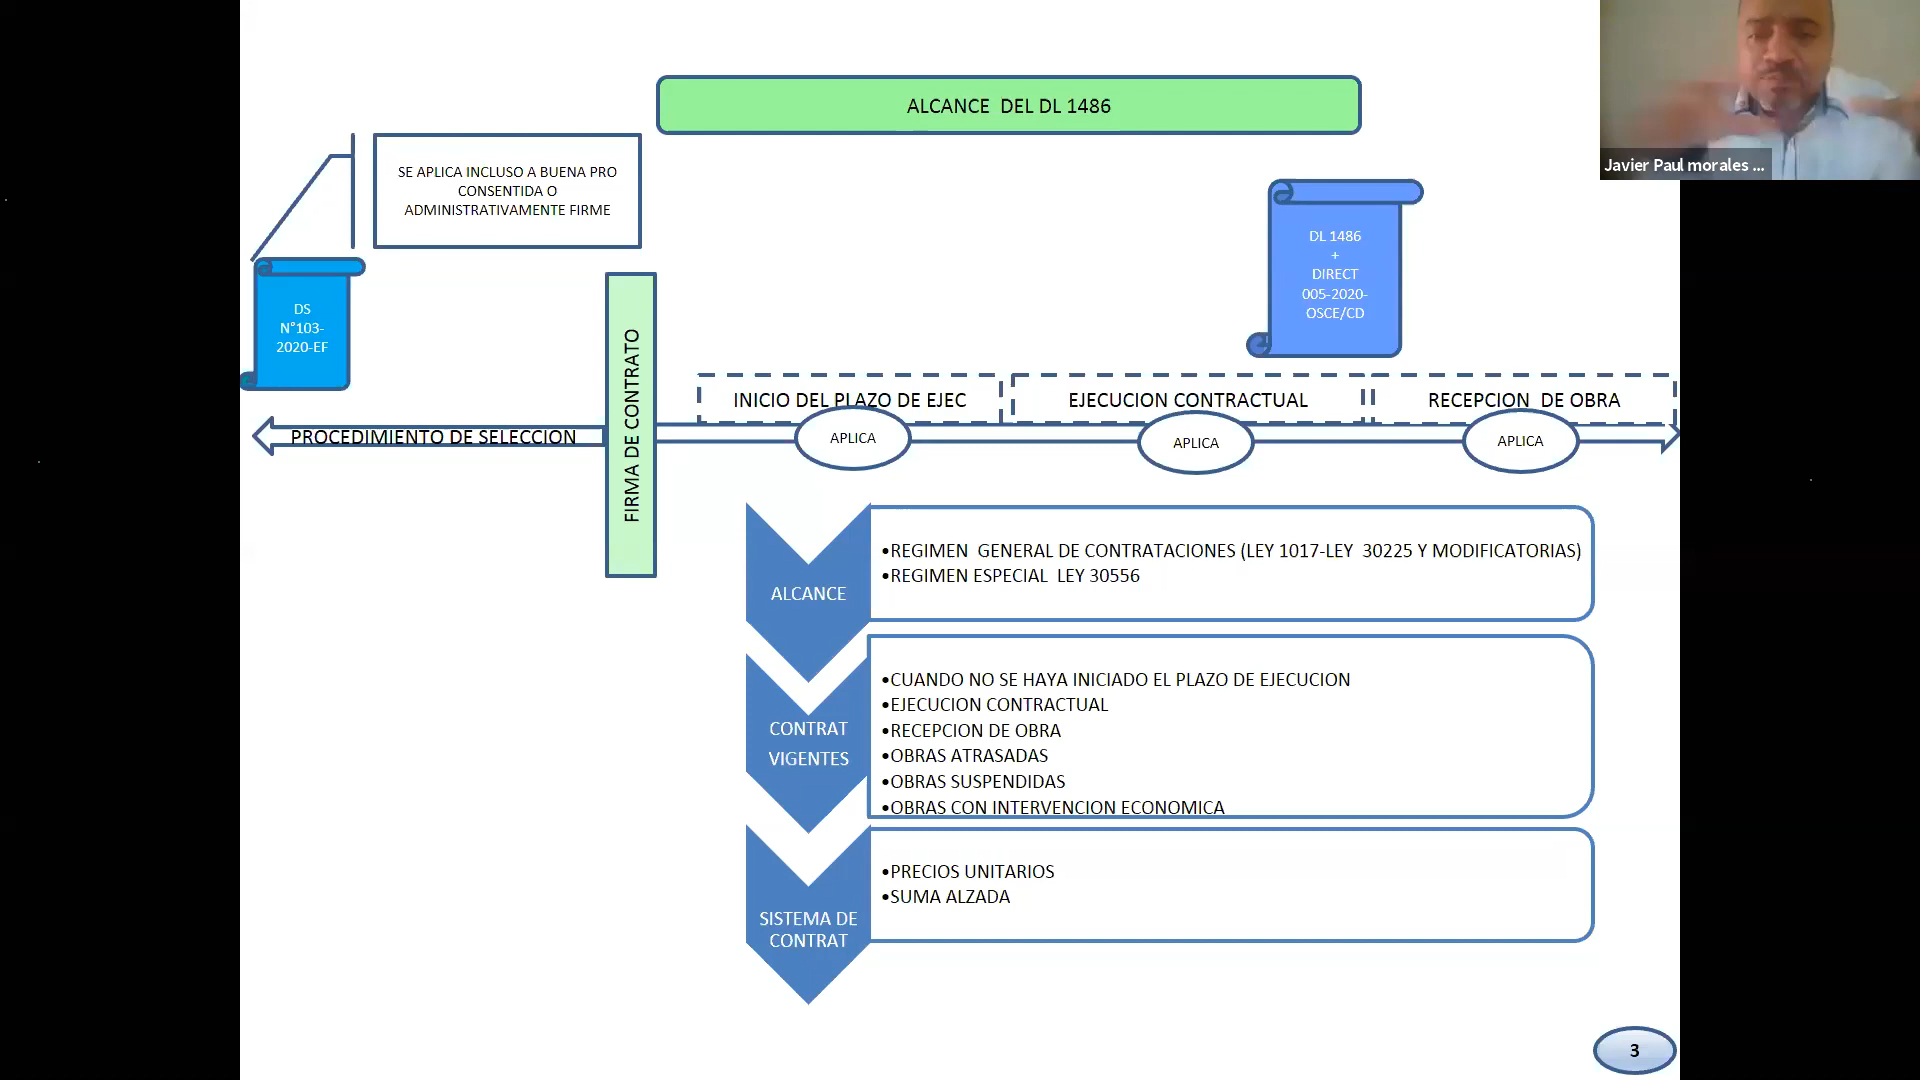 ALCANCE  DEL DL 1486
Javier Paul morales ...
SE APLICA INCLUSO A BUENA PRO
CONSENTIDA O
ADMINISTRATIVAMENTE FIRME
DL 1486
+
DIRECT
005-2020-
OSCE/CD
DS
N°103-
2020-EF
FIRMA DE CONTRATO
INICIO DEL PLAZO DE EJEC
EJECUCION CONTRACTUAL
RECEPCION  DE OBRA
PROCEDIMIENTO DE SELECCION
APLICA
APLICA
APLICA
ALCANCE
•REGIMEN  GENERAL DE CONTRATACIONES (LEY 1017-LEY  30225 Y MODIFICATORIAS)
•REGIMEN ESPECIAL  LEY 30556
CONTRAT
VIGENTES
•CUANDO NO SE HAYA INICIADO EL PLAZO DE EJECUCION
•EJECUCION CONTRACTUAL
•RECEPCION DE OBRA
•OBRAS ATRASADAS
•OBRAS SUSPENDIDAS
•OBRAS CON INTERVENCION ECONOMICA
SISTEMA DE
CONTRAT
•PRECIOS UNITARIOS
•SUMA ALZADA
3